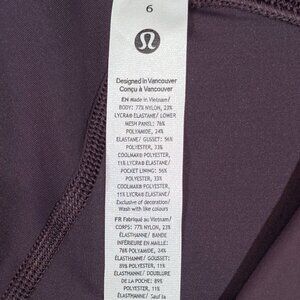 6
Designed in Vancouver
Conçu à Vancouver
EN Made in Vietnam/
BODY: 77% NYLON, 23%
LYCRA® ELASTANE/ LOWER
MESH PANEL: 76%
POLYAMIDE, 24%
ELASTANE/ GUSSET: 56%
POLYESTER, 33%
COOLMAX® POLYESTER,
11% LYCRA® ELASTANE/
POCKET LINING: 56%
POLYESTER, 33%
COOLMAX® POLYESTER,
11% LYCRA® ELASTANE/
Exclusive of decoration/
Wash with like colours
FR Fabriqué au Vietnam/
CORPS: 77% NYLON, 23%
ÉLASTHANNE/ BANDE
INFÉRIEURE EN MAILLE:
76% POLYAMIDE, 24%
ÉLASTHANNE/
GOUSSET:
89% POLYESTER, 11%
ÉLASTHANNE/ DOUBLURE
DE LA POCHE:
89% POLYESTER, 11%
ÉLASTHANNE/ Sauf la